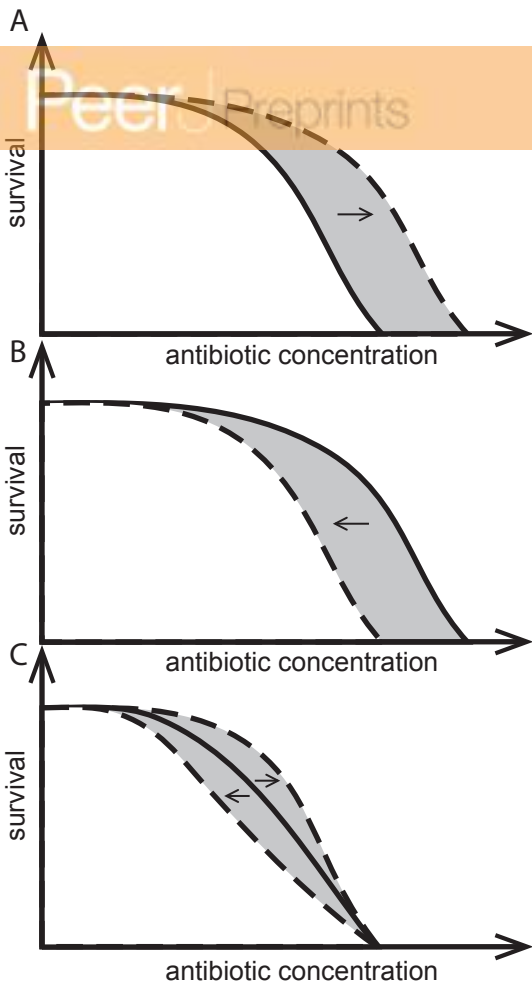 A
PeerJ Preprints
survival
antibiotic concentration
B
survival
antibiotic concentration
C
survival
antibiotic concentration